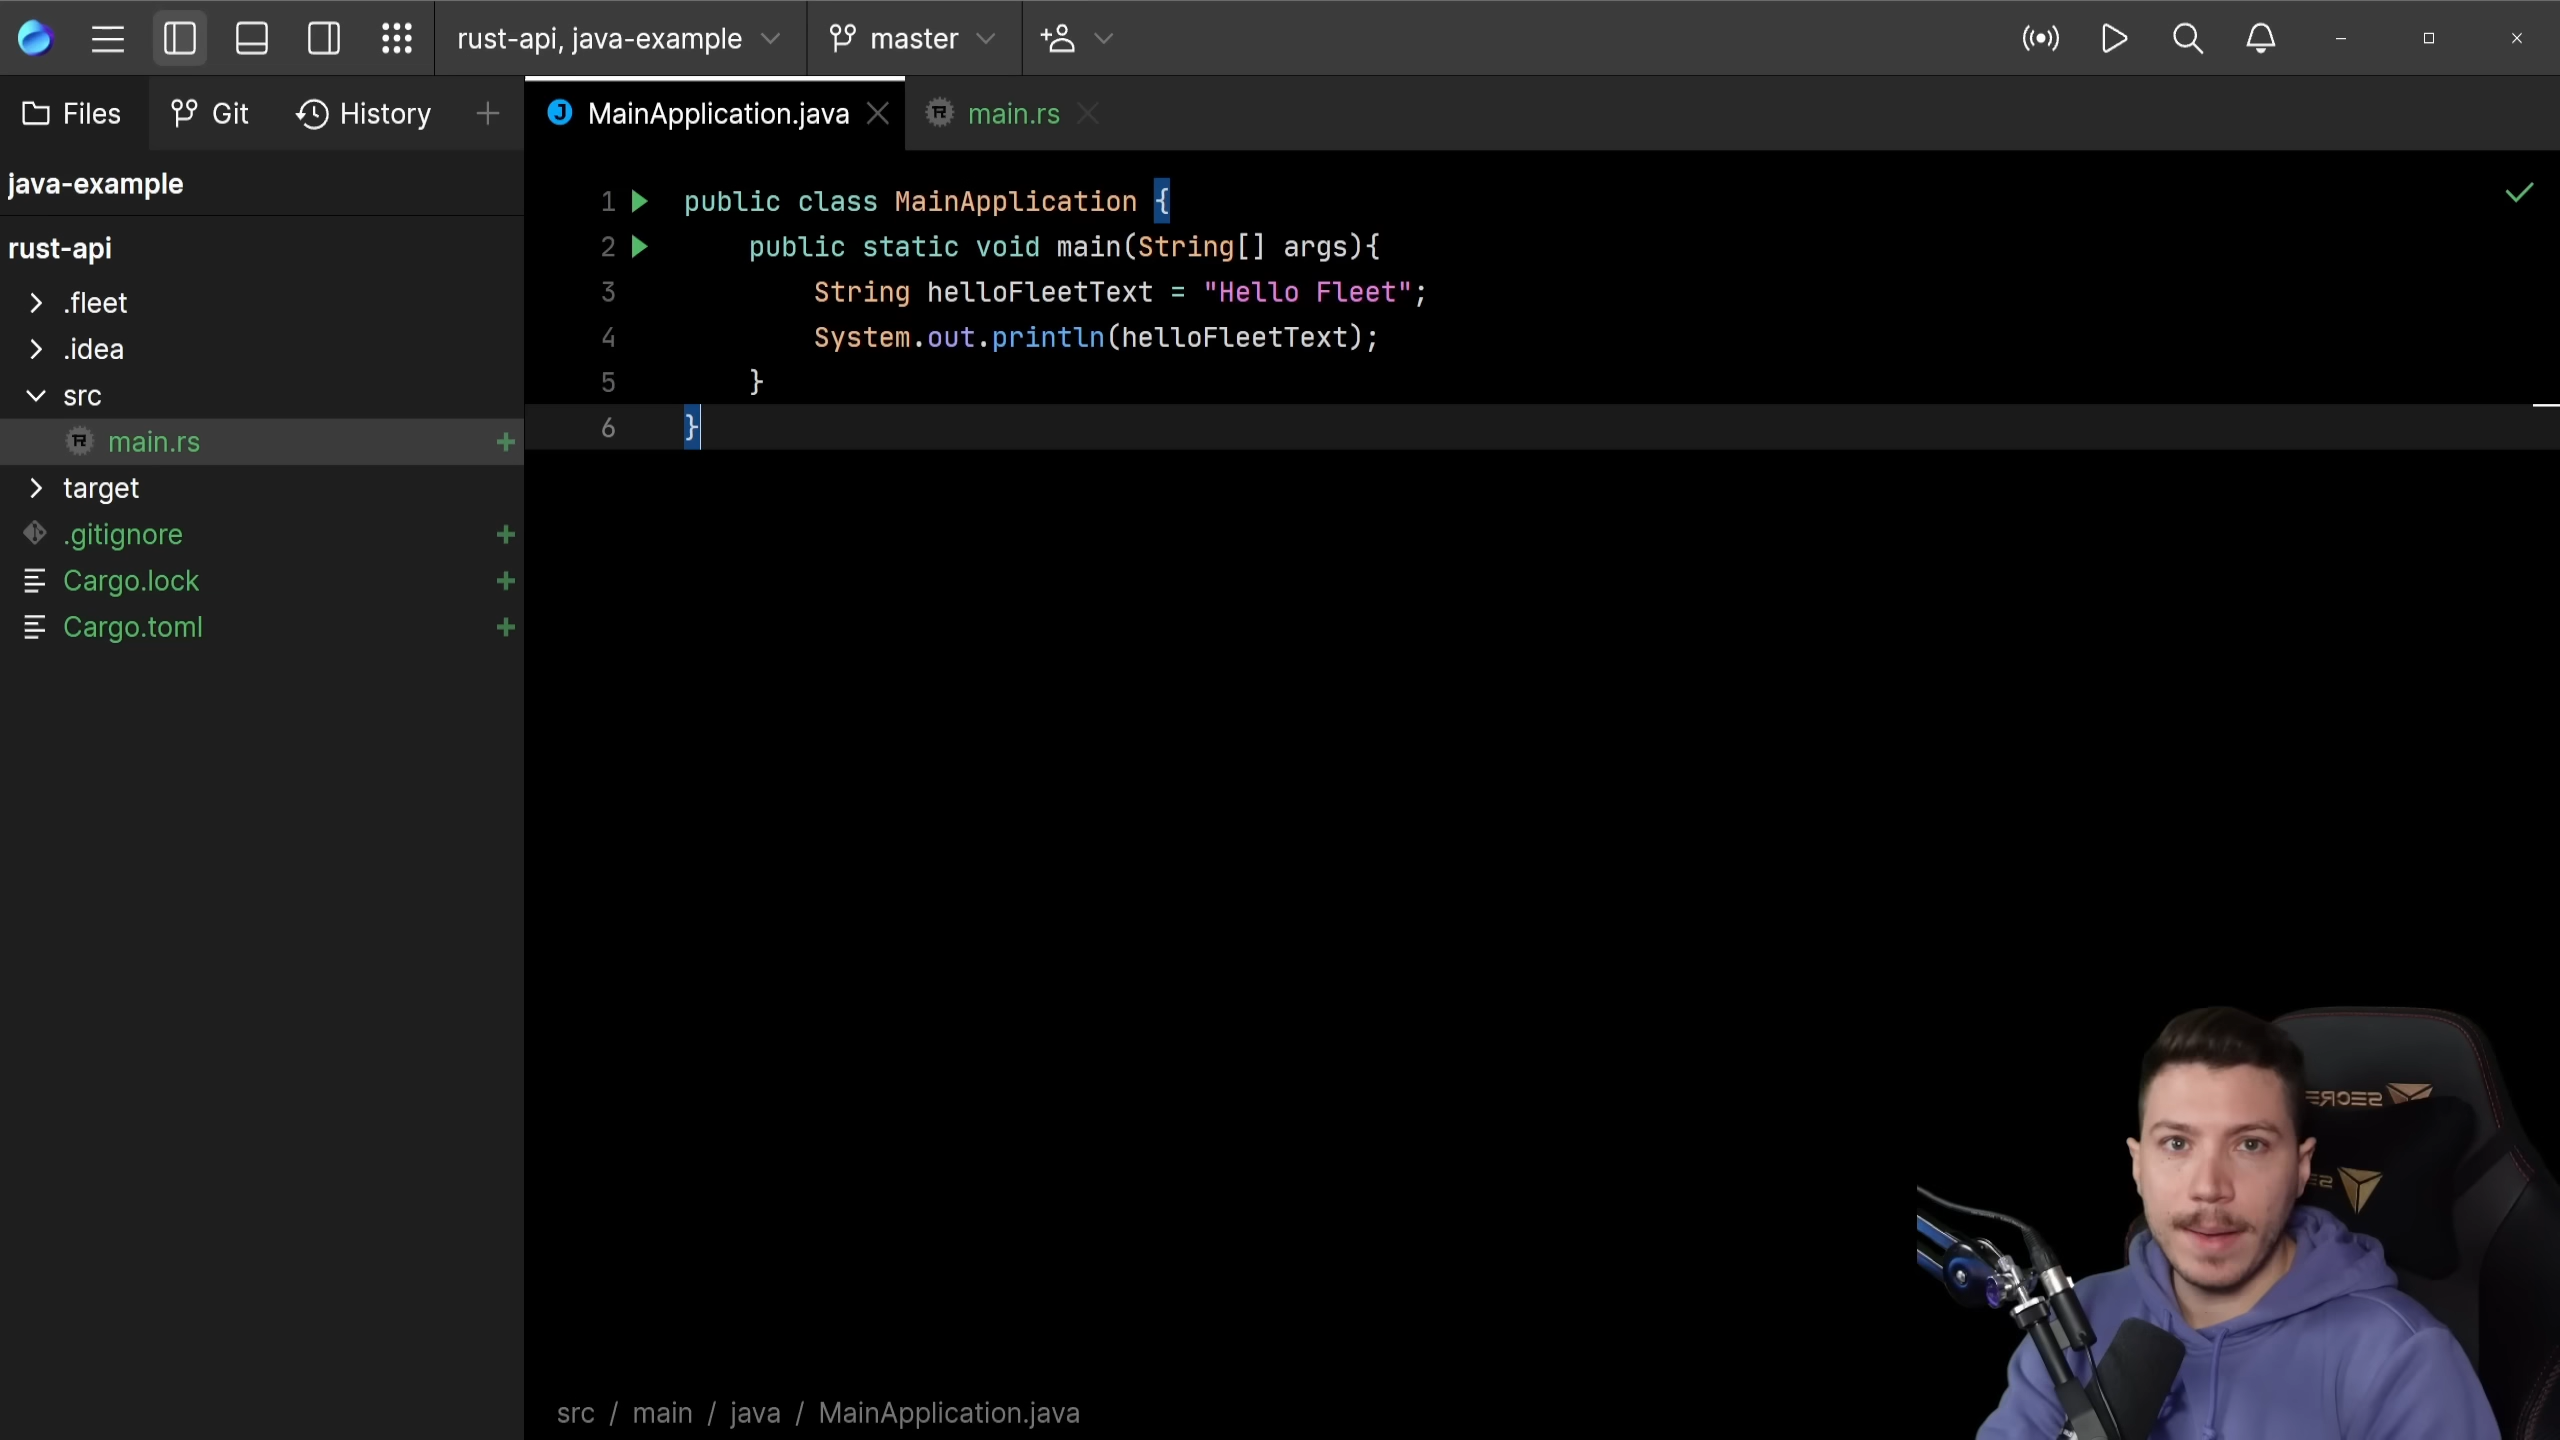 rust-api, java-example
master
Files
Git
History
MainApplication.java
main.rs
java-example
rust-api
.fleet
.idea
src
main.rs
target
.gitignore
Cargo.lock
Cargo.toml
1 public class MainApplication {
2 public static void main(String[] args){
3 String helloFleetText = "Hello Fleet";
4 System.out.println(helloFleetText);
5 }
6 }
src / main / java / MainApplication.java
SECRE